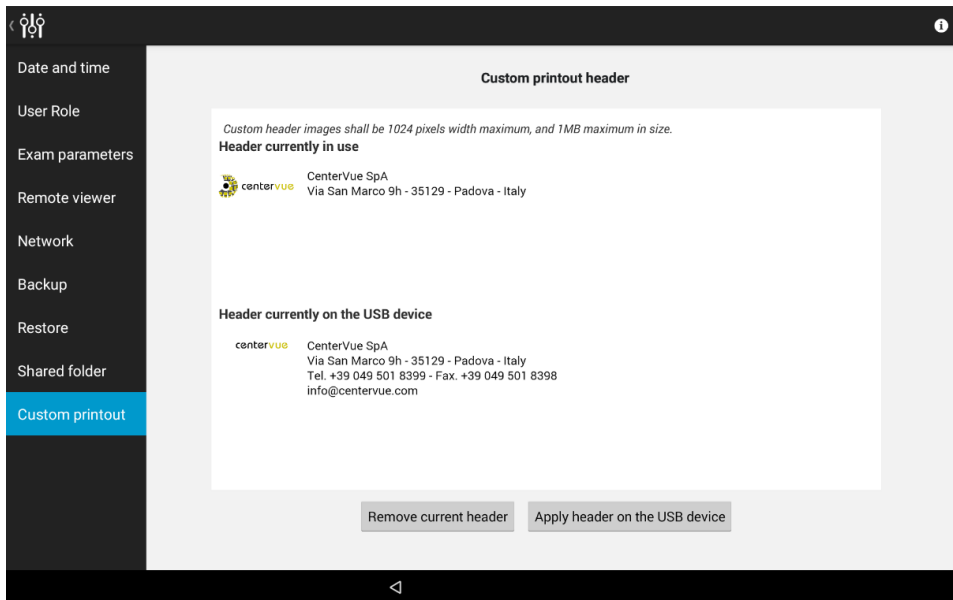 Date and time
User Role
Exam parameters
Remote viewer
Network
Backup
Restore
Shared folder
Custom printout
Custom printout header
Custom header images shall be 1024 pixels width maximum, and 1MB maximum in size.
Header currently in use
centervue
CenterVue SpA
Via San Marco 9h - 35129 - Padova - Italy
Header currently on the USB device
centervue
CenterVue SpA
Via San Marco 9h - 35129 - Padova - Italy
Tel. +39 049 501 8399 - Fax. +39 049 501 8398
info@centervue.com
Remove current header
Apply header on the USB device